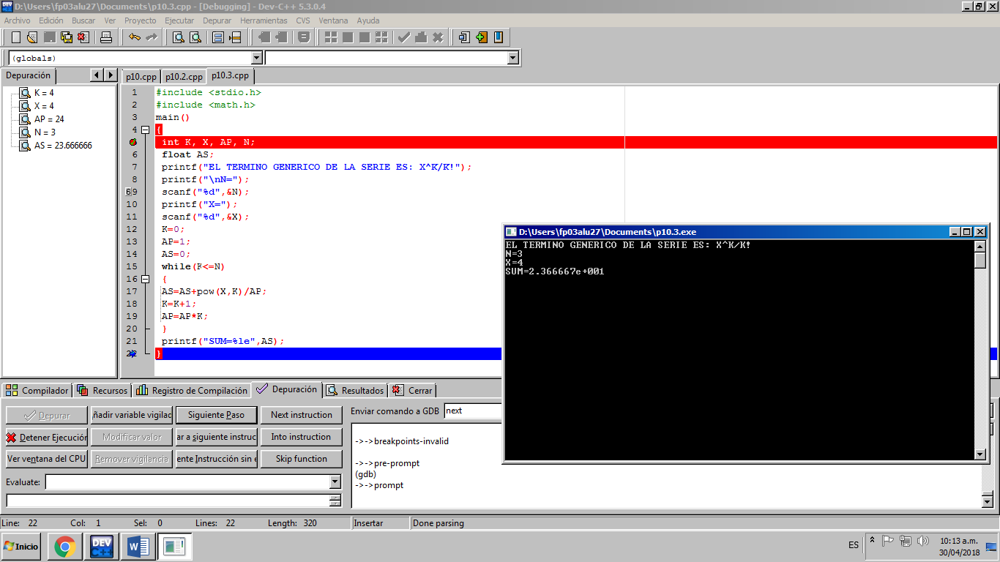 D:\Users\fp03alu27\Documents\p10.3.cpp - [Debugging] - Dev-C++ 5.3.0.4
Archivo Edición Buscar Ver Proyecto Ejecutar Depurar Herramientas CVS Ventana Ayuda
(globals)
Depuración
p10.cpp p10.2.cpp p10.3.cpp
K = 4
X = 4
AP = 24
N = 3
AS = 23.666666
1 #include <stdio.h>
2 #include <math.h>
3 main()
4 {
int K, X, AP, N;
6 float AS;
7 printf("EL TERMINO GENERICO DE LA SERIE ES: X^K/K!");
8 printf("\nN=");
69 scanf("%d",&N);
10 printf("X=");
11 scanf("%d",&X);
12 K=0;
13 AP=1;
14 AS=0;
15 while(K<=N)
16 {
17 AS=AS+pow(X,K)/AP;
18 K=K+1;
19 AP=AP*K;
20 }
21 printf("SUM=%le",AS);
22 }
D:\Users\fp03alu27\Documents\p10.3.exe
EL TERMINO GENERICO DE LA SERIE ES: X^K/K!
N=3
X=4
SUM=2.366667e+001
Compilador Recursos Registro de Compilación Depuración Resultados Cerrar
Depurar ñadir variable vigilac Siguiente Paso Next instruction
Detener Ejecución Modificar valor ar a siguiente instruc Into instruction
Ver ventana del CPU Remover vigilancia ente Instrucción sin e Skip function
Evaluate:
Enviar comando a GDB next
->->breakpoints-invalid
->->pre-prompt
(gdb)
->->prompt
Line: 22 Col: 1 Sel: 0 Lines: 22 Length: 320 Insertar Done parsing
Inicio
DEV C++
W
ES
10:13 a.m.
30/04/2018